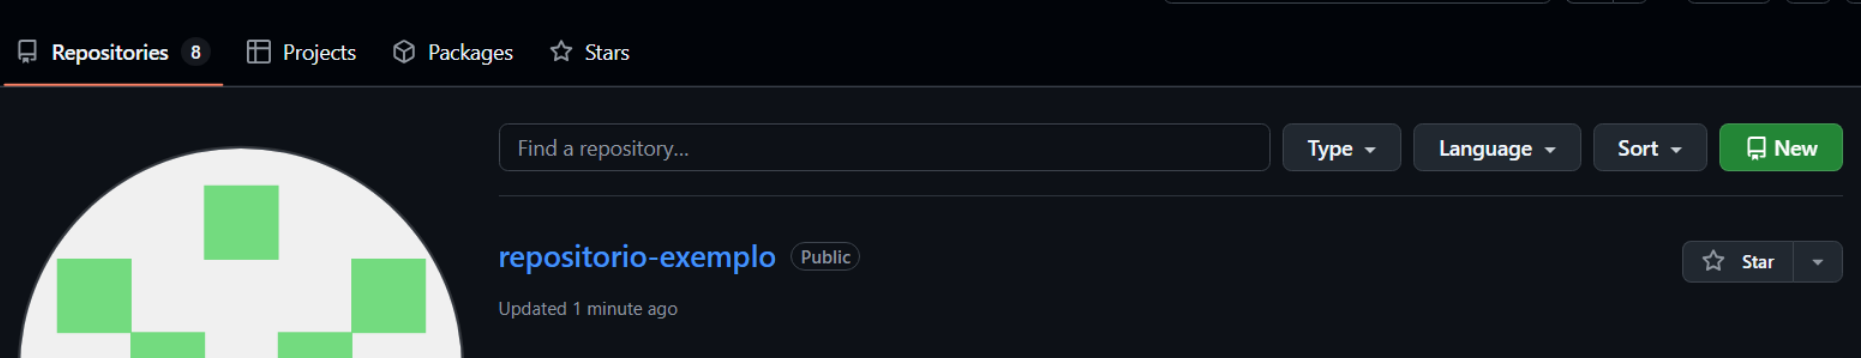 Repositories 8 Projects Packages Stars
Find a repository... Type Language Sort New
repositorio-exemplo Public Star
Updated 1 minute ago